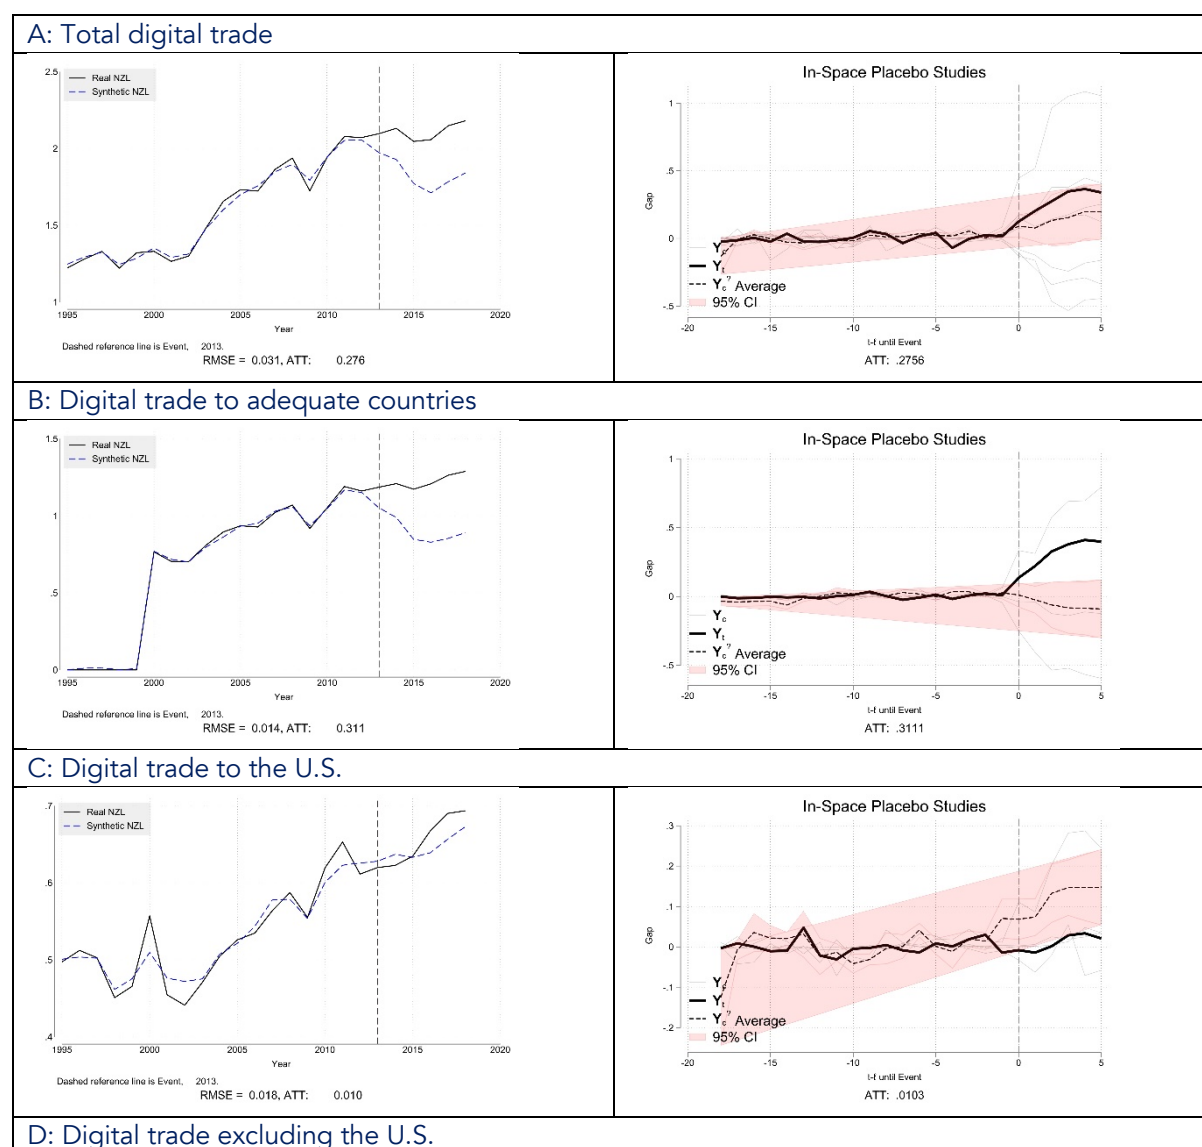 A: Total digital trade
Real NZL
Synthetic NZL
2.5
2
1.5
1
1995 2000 2005 2010 2015 2020
Year
Dashed reference line is Event, 2013.
RMSE = 0.031, ATT: 0.276
In-Space Placebo Studies
Gap
1
.5
0
-.5
Y
Yt
Yc? Average
95% CI
-20 -15 -10 -5 0 5
t-ℓ until Event
ATT: .2756
B: Digital trade to adequate countries
Real NZL
Synthetic NZL
1.5
1
.5
0
1995 2000 2005 2010 2015 2020
Year
Dashed reference line is Event, 2013.
RMSE = 0.014, ATT: 0.311
In-Space Placebo Studies
Gap
1
.5
0
-.5
Yc
Yt
Yc? Average
95% CI
-20 -15 -10 -5 0 5
t-ℓ until Event
ATT: .3111
C: Digital trade to the U.S.
Real NZL
Synthetic NZL
.7
.6
.5
.4
1995 2000 2005 2010 2015 2020
Year
Dashed reference line is Event, 2013.
RMSE = 0.018, ATT: 0.010
In-Space Placebo Studies
Gap
.3
.2
.1
0
-.1
-.2
Y
Yt
Yc? Average
95% CI
-20 -15 -10 -5 0 5
t-ℓ until Event
ATT: .0103
D: Digital trade excluding the U.S.